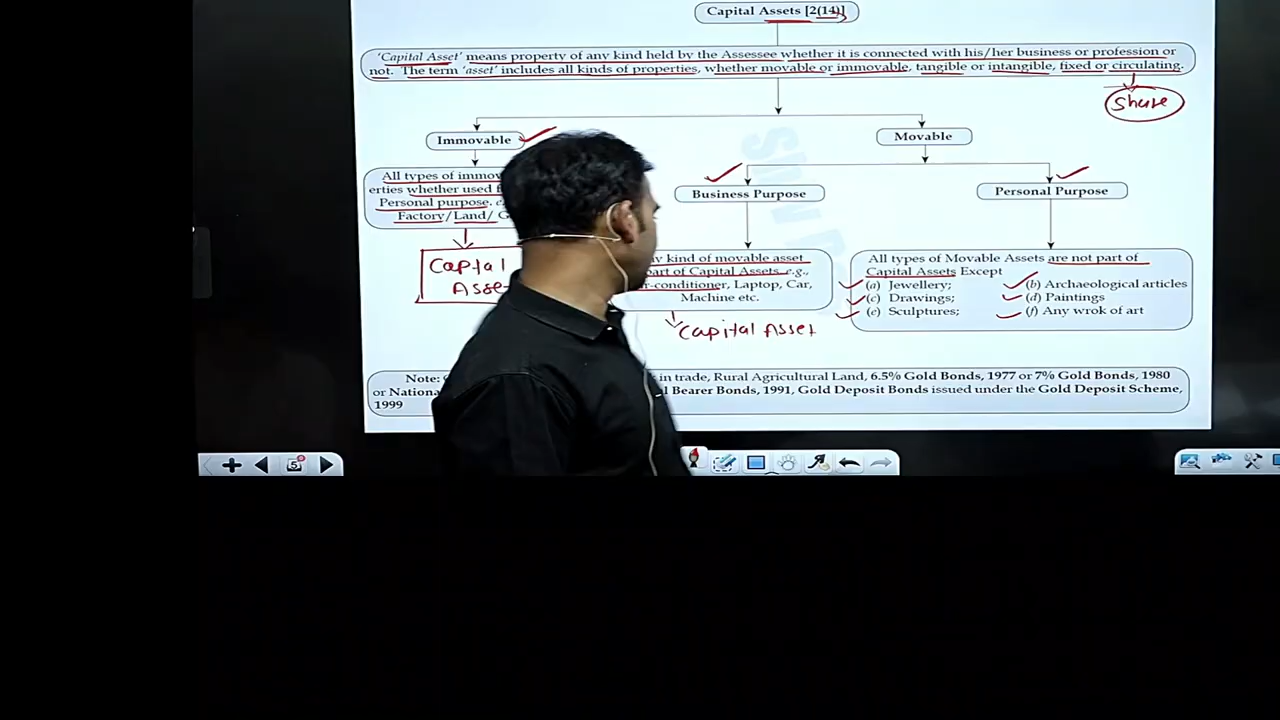 Capital Assets [2(14)]
'Capital Asset' means property of any kind held by the Assessee whether it is connected with his/her business or profession or
not. The term 'asset' includes all kinds of properties, whether movable or immovable, tangible or intangible, fixed or circulating.
Share
Immovable
Movable
Business Purpose
Personal Purpose
All types of
erties whether used
Personal purpose.
Factory/Land/
Capital
kind of movable asset
part of Capital Assets e.g.,
Laptop, Car,
Machine etc.
Capital Asset
All types of Movable Assets are not part of
Capital Assets Except
(a) Jewellery; (b) Archaeological articles
(c) Drawings; (d) Paintings
(e) Sculptures; (f) Any wrok of art
Note: in trade, Rural Agricultural Land, 6.5% Gold Bonds, 1977 or 7% Gold Bonds, 1980
or Bearer Bonds, 1991, Gold Deposit Bonds issued under the Gold Deposit Scheme,
1999
5